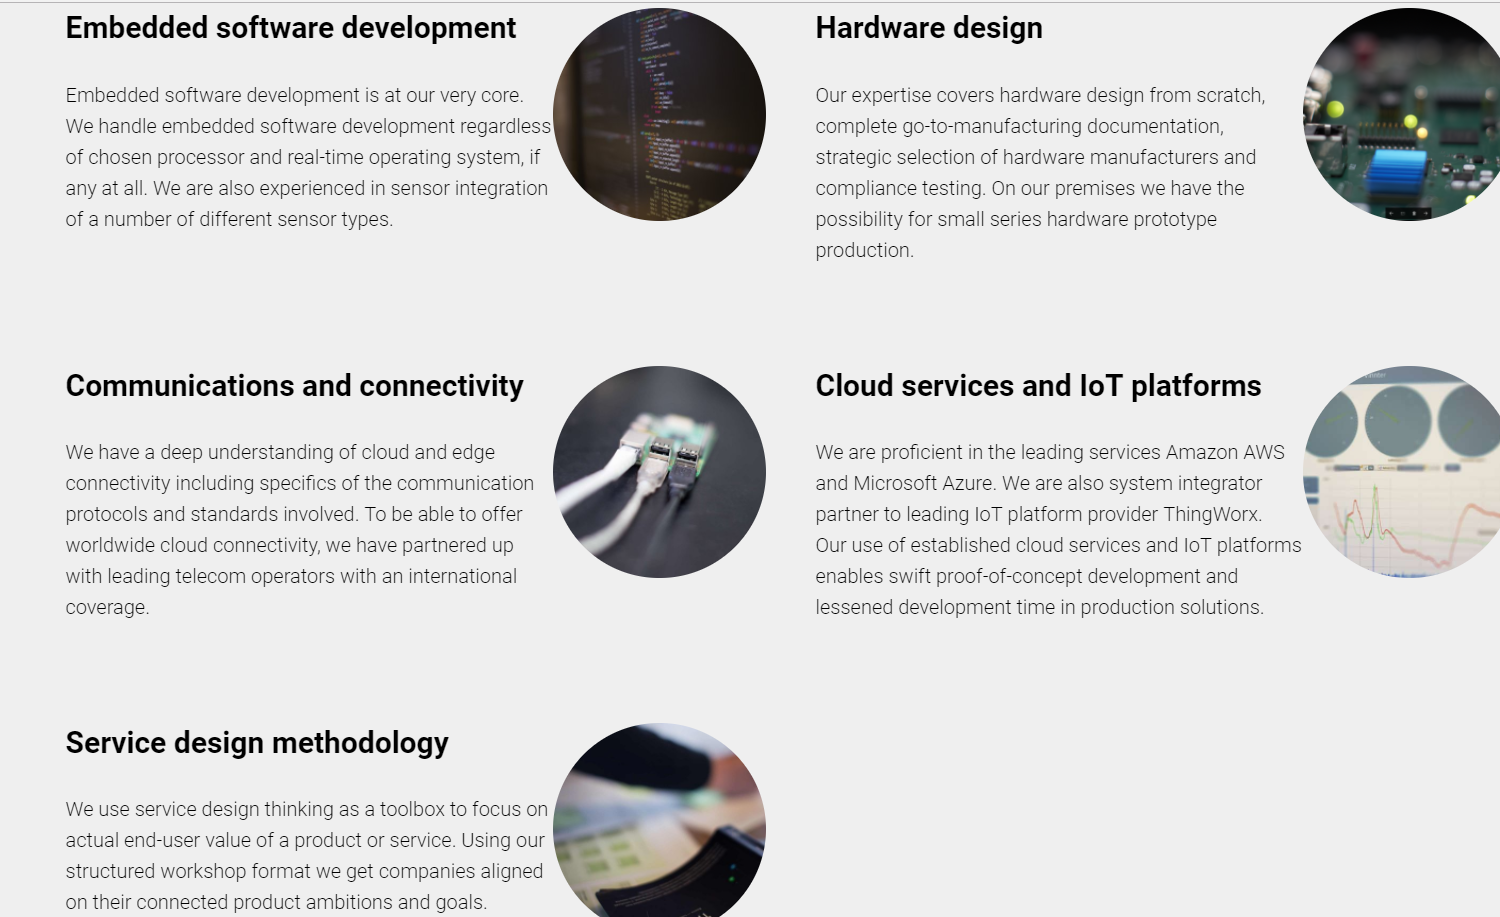 Embedded software development
Embedded software development is at our very core.
We handle embedded software development regardless
of chosen processor and real-time operating system, if
any at all. We are also experienced in sensor integration
of a number of different sensor types.
Hardware design
Our expertise covers hardware design from scratch,
complete go-to-manufacturing documentation,
strategic selection of hardware manufacturers and
compliance testing. On our premises we have the
possibility for small series hardware prototype
production.
Communications and connectivity
We have a deep understanding of cloud and edge
connectivity including specifics of the communication
protocols and standards involved. To be able to offer
worldwide cloud connectivity, we have partnered up
with leading telecom operators with an international
coverage.
Cloud services and IoT platforms
We are proficient in the leading services Amazon AWS
and Microsoft Azure. We are also system integrator
partner to leading IoT platform provider ThingWorx.
Our use of established cloud services and IoT platforms
enables swift proof-of-concept development and
lessened development time in production solutions.
Service design methodology
We use service design thinking as a toolbox to focus on
actual end-user value of a product or service. Using our
structured workshop format we get companies aligned
on their connected product ambitions and goals.